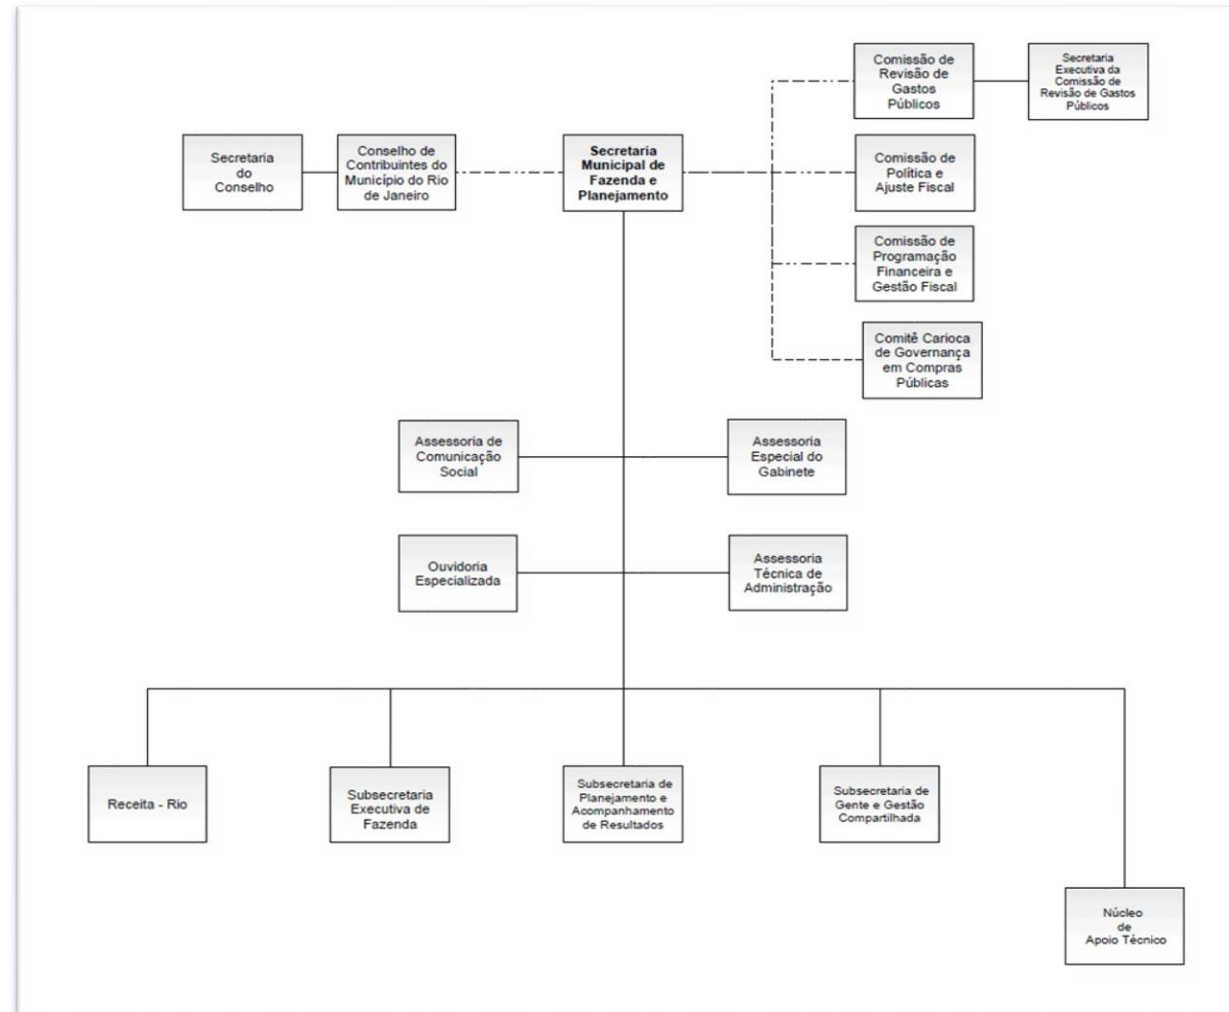 Comissão de
Revisão de
Gastos
Públicos
Secretaria
Executiva da
Comissão de
Revisão de Gastos
Públicos
Secretaria
do
Conselho
Conselho de
Contribuintes do
Município do Rio
de Janeiro
Secretaria
Municipal de
Fazenda e
Planejamento
Comissão de
Política e
Ajuste Fiscal
Comissão de
Programação
Financeira e
Gestão Fiscal
Comitê Carioca
de Governança
em Compras
Públicas
Assessoria de
Comunicação
Social
Assessoria
Especial do
Gabinete
Ouvidoria
Especializada
Assessoria
Técnica de
Administração
Receita - Rio
Subsecretaria
Executiva de
Fazenda
Subsecretaria de
Planejamento e
Acompanhamento
de Resultados
Subsecretaria de
Gente e Gestão
Compartilhada
Núcleo
de
Apoio Técnico